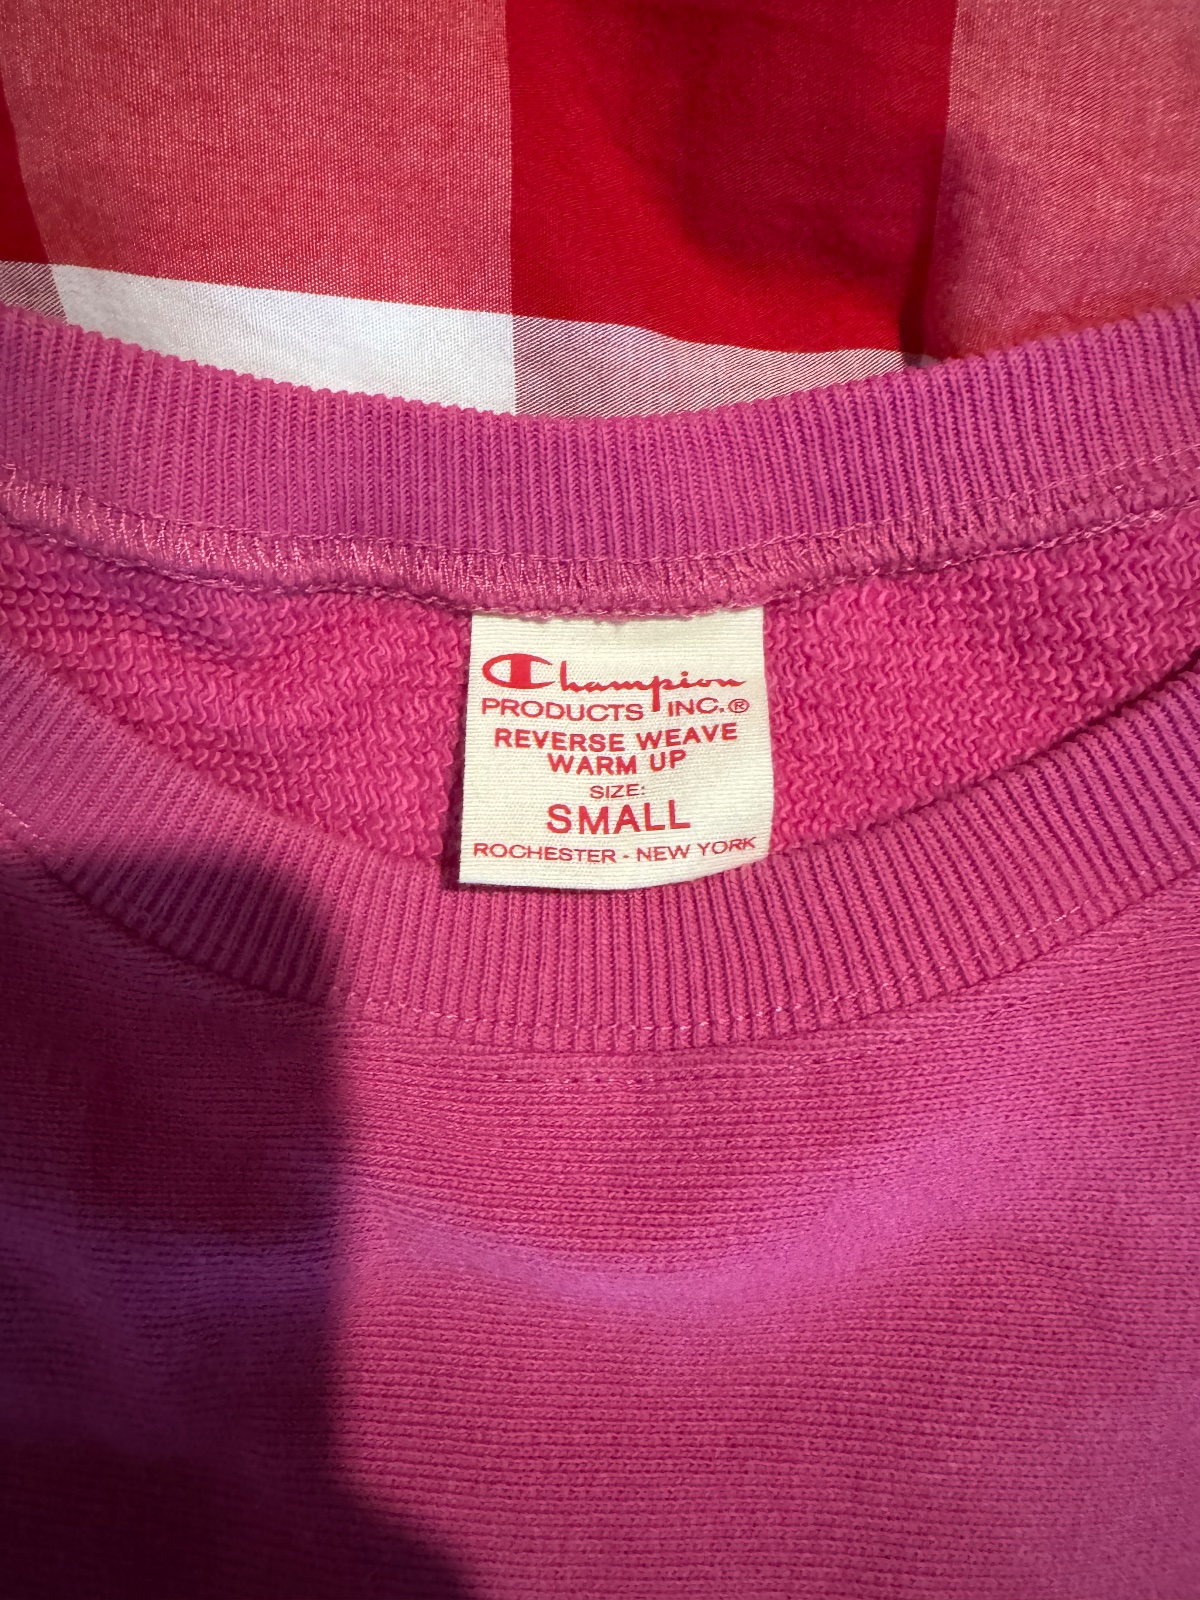 Champion
PRODUCTS INC.®
REVERSE WEAVE
WARM UP
SIZE:
SMALL
ROCHESTER - NEW YORK